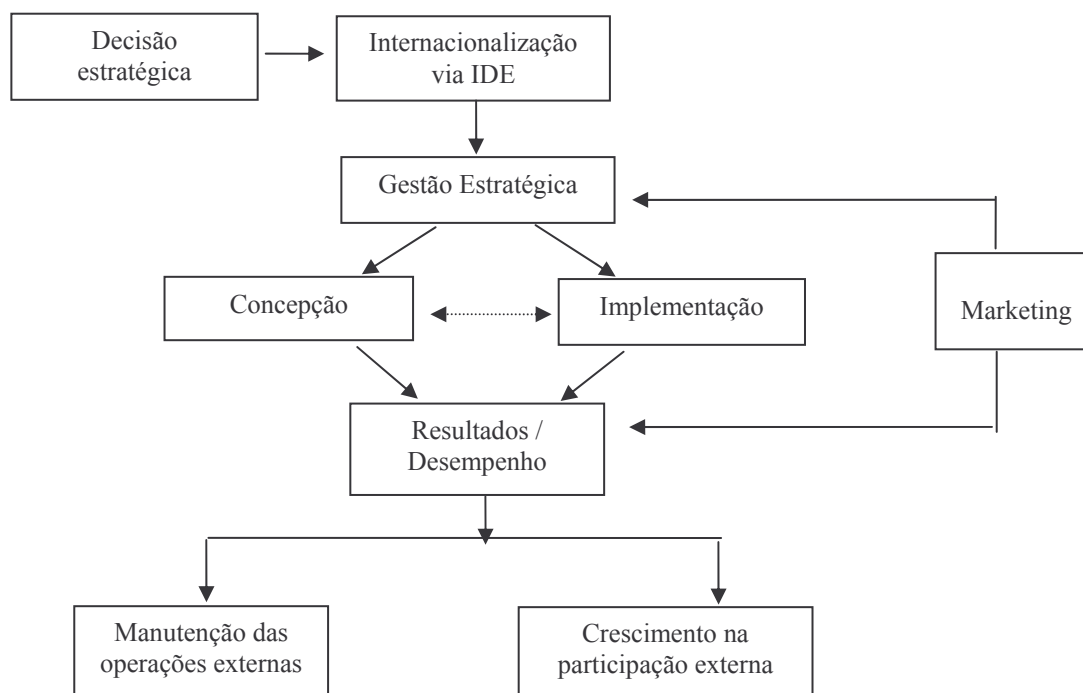 Decisão
estratégica
Internacionalização
via IDE
Gestão Estratégica
Concepção
Implementação
Marketing
Resultados /
Desempenho
Manutenção das
operações externas
Crescimento na
participação externa